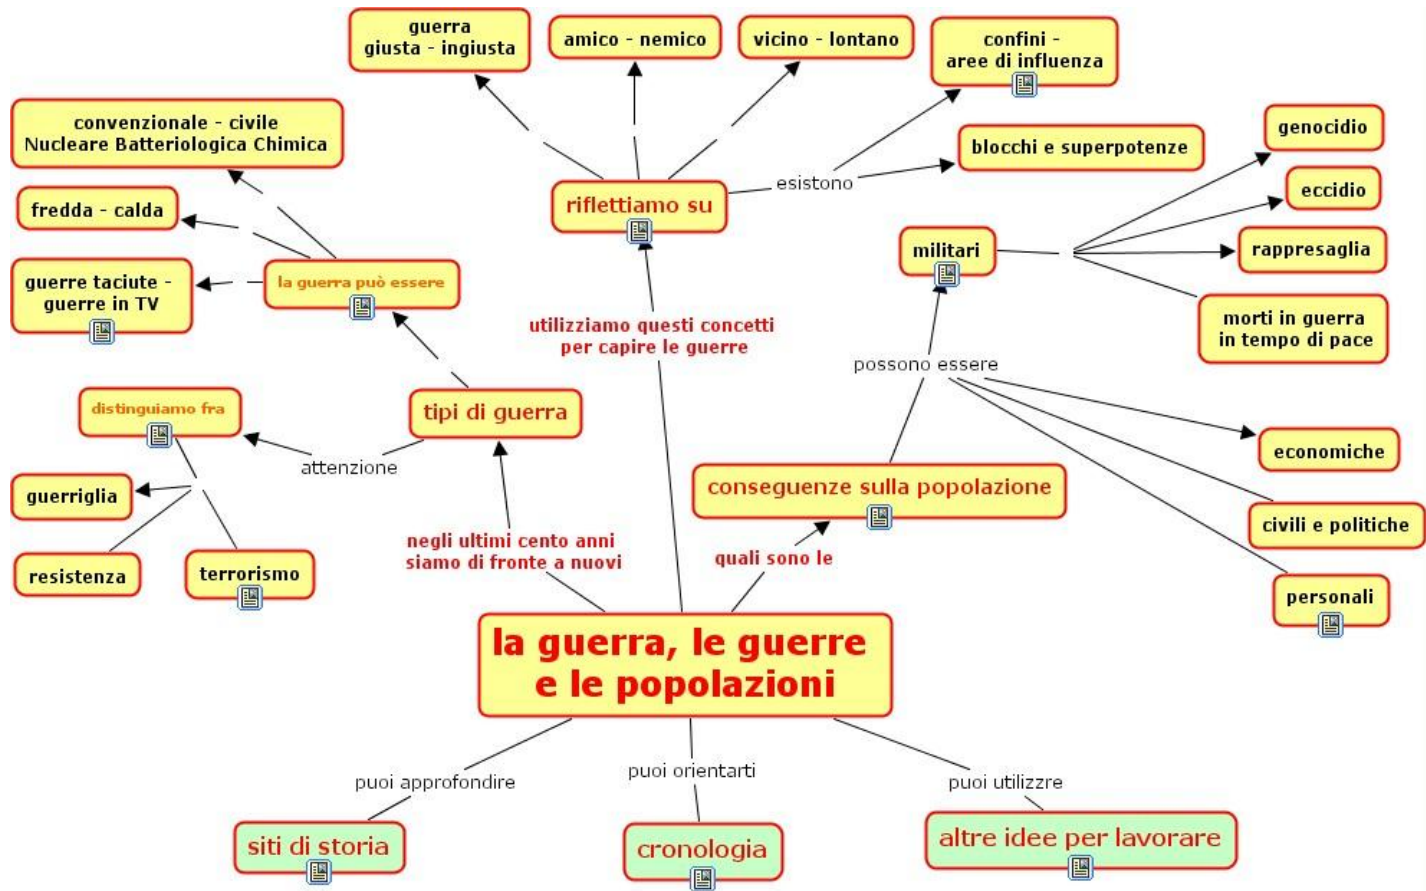 guerra
giusta - ingiusta
amico - nemico
vicino - lontano
confini -
aree di influenza
convenzionale - civile
Nucleare Batteriologica Chimica
blocchi e superpotenze
genocidio
esistono
fredda - calda
riflettiamo su
eccidio
militari
rappresaglia
guerre taciute -
guerre in TV
la guerra può essere
morti in guerra
in tempo di pace
utilizziamo questi concetti
per capire le guerre
possono essere
distinguiamo fra
tipi di guerra
attenzione
economiche
guerriglia
conseguenze sulla popolazione
civili e politiche
negli ultimi cento anni
siamo di fronte a nuovi
quali sono le
resistenza
terrorismo
personali
la guerra, le guerre
e le popolazioni
puoi approfondire
puoi orientarti
puoi utilizzre
siti di storia
cronologia
altre idee per lavorare